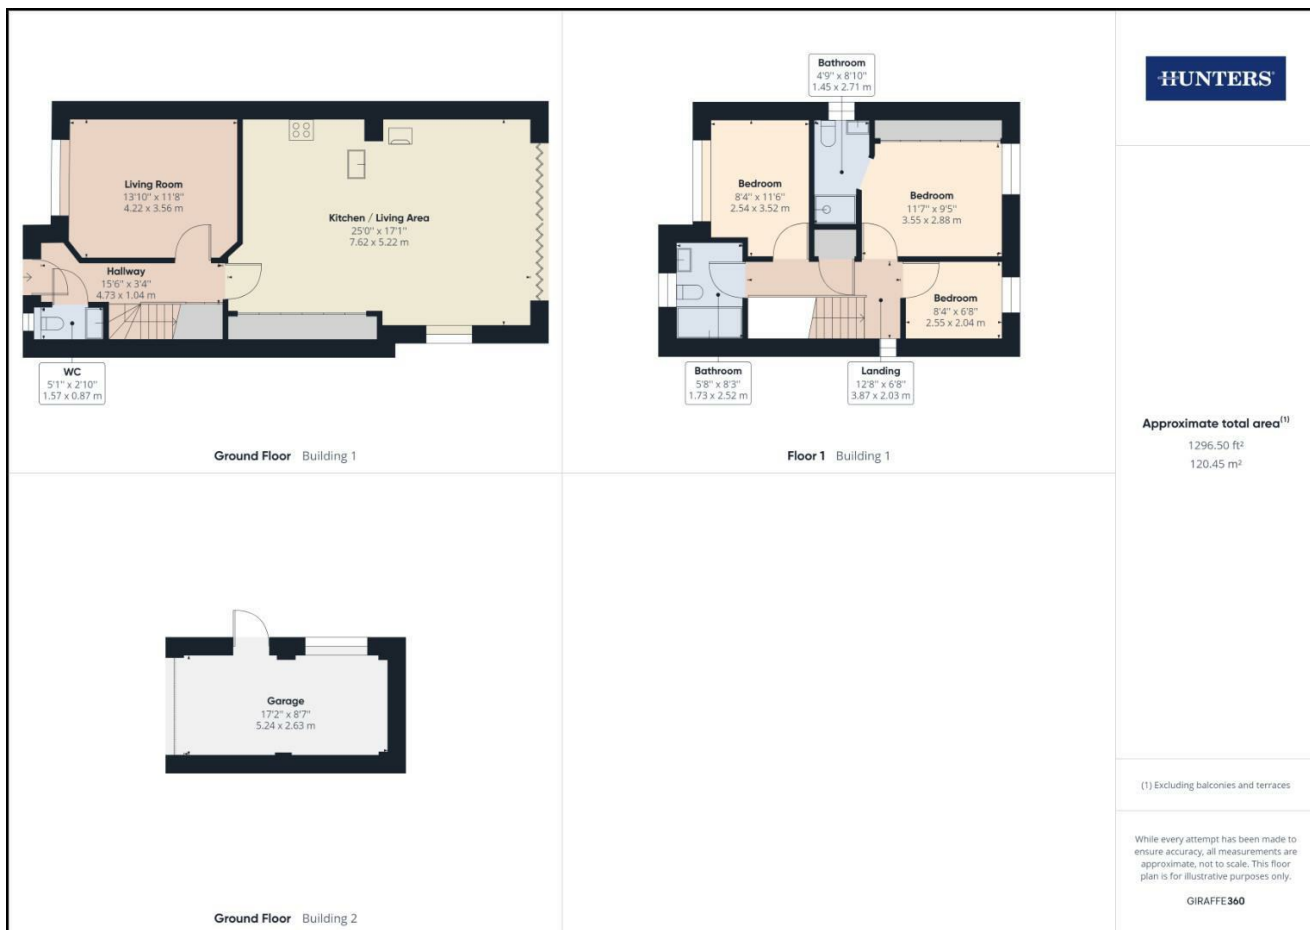 Living Room
13'10" x 11'8"
4.22 x 3.56 m
Kitchen / Living Area
25'0" x 17'1"
7.62 x 5.22 m
Hallway
15'6" x 3'4"
4.73 x 1.04 m
WC
5'1" x 2'10"
1.57 x 0.87 m
Ground Floor Building 1
Bathroom
4'9" x 8'10"
1.45 x 2.71 m
Bedroom
8'4" x 11'6"
2.54 x 3.52 m
Bedroom
11'7" x 9'5"
3.55 x 2.88 m
Bedroom
8'4" x 6'8"
2.55 x 2.04 m
Bathroom
5'8" x 8'3"
1.73 x 2.52 m
Landing
12'8" x 6'8"
3.87 x 2.03 m
Floor 1 Building 1
Garage
17'2" x 8'7"
5.24 x 2.63 m
Ground Floor Building 2
HUNTERS
Approximate total area(1)
1296.50 ft²
120.45 m²
(1) Excluding balconies and terraces
While every attempt has been made to
ensure accuracy, all measurements are
approximate, not to scale. This floor
plan is for illustrative purposes only.
GIRAFFE360